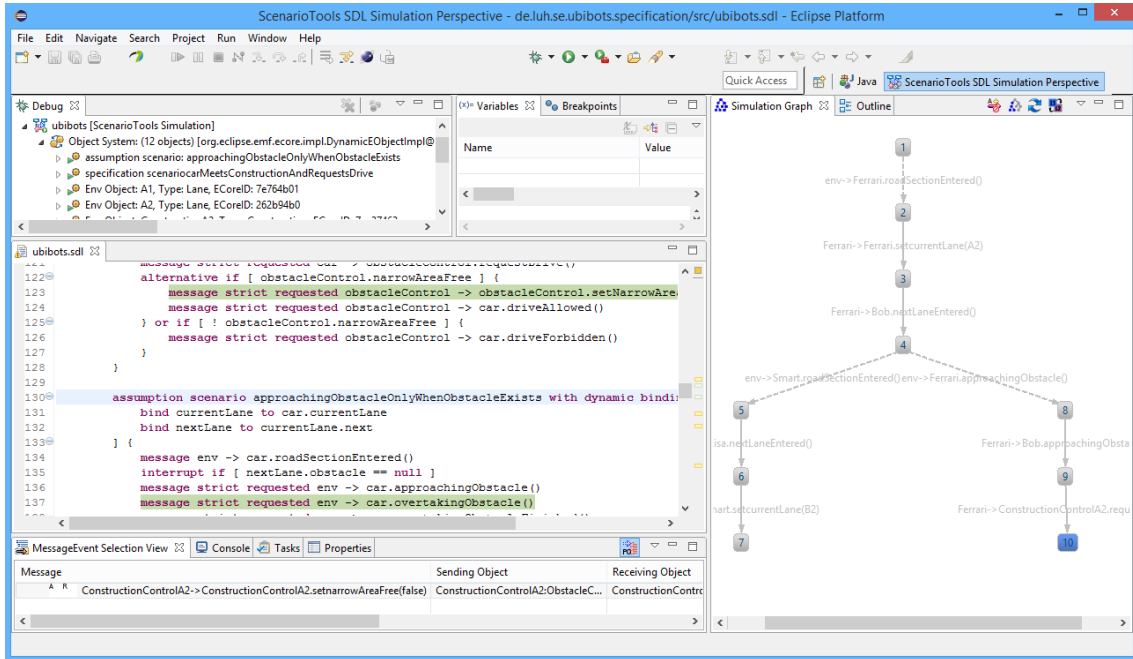 ScenarioTools SDL Simulation Perspective - de.luh.se.ubibots.specification/src/ubibots.sdl - Eclipse Platform
File Edit Navigate Search Project Run Window Help
Quick Access
Java
ScenarioTools SDL Simulation Perspective
Debug
ubibots [ScenarioTools Simulation]
Object System: (12 objects) [org.eclipse.emf.ecore.impl.DynamicEObjectImpl@
assumption scenario: approachingObstacleOnlyWhenObstacleExists
specification scenariocarMeetsConstructionAndRequestsDrive
Env Object: A1, Type: Lane, ECoreID: 7e764b01
Env Object: A2, Type: Lane, ECoreID: 262b94b0
(x)= Variables
Breakpoints
Name Value
Simulation Graph
Outline
1
env->Ferrari.roadSectionEntered()
2
Ferrari->Ferrari.setcurrentLane(A2)
3
Ferrari->Bob.nextLaneEntered()
4
env->Smart.roadSectionEntered() env->Ferrari.approachingObstacle()
5 8
isa.nextLaneEntered() Ferrari->Bob.approachingObsta
6 9
mart.setcurrentLane(B2) Ferrari->ConstructionControlA2.requ
7 10
ubibots.sdl
121 message strict requested car -> obstacleControl.requestDrive()
122 alternative if [ obstacleControl.narrowAreaFree ] {
123 message strict requested obstacleControl -> obstacleControl.setNarrowArea
124 message strict requested obstacleControl -> car.driveAllowed()
125 } or if [ ! obstacleControl.narrowAreaFree ] {
126 message strict requested obstacleControl -> car.driveForbidden()
127 }
128 }
129
130 assumption scenario approachingObstacleOnlyWhenObstacleExists with dynamic bindin
131 bind currentLane to car.currentLane
132 bind nextLane to currentLane.next
133 ] {
134 message env -> car.roadSectionEntered()
135 interrupt if [ nextLane.obstacle == null ]
136 message strict requested env -> car.approachingObstacle()
137 message strict requested env -> car.overtakingObstacle()
MessageEvent Selection View
Console
Tasks
Properties
Message Sending Object Receiving Object
A R ConstructionControlA2->ConstructionControlA2.setnarrowAreaFree(false) ConstructionControlA2:ObstacleC... ConstructionContro